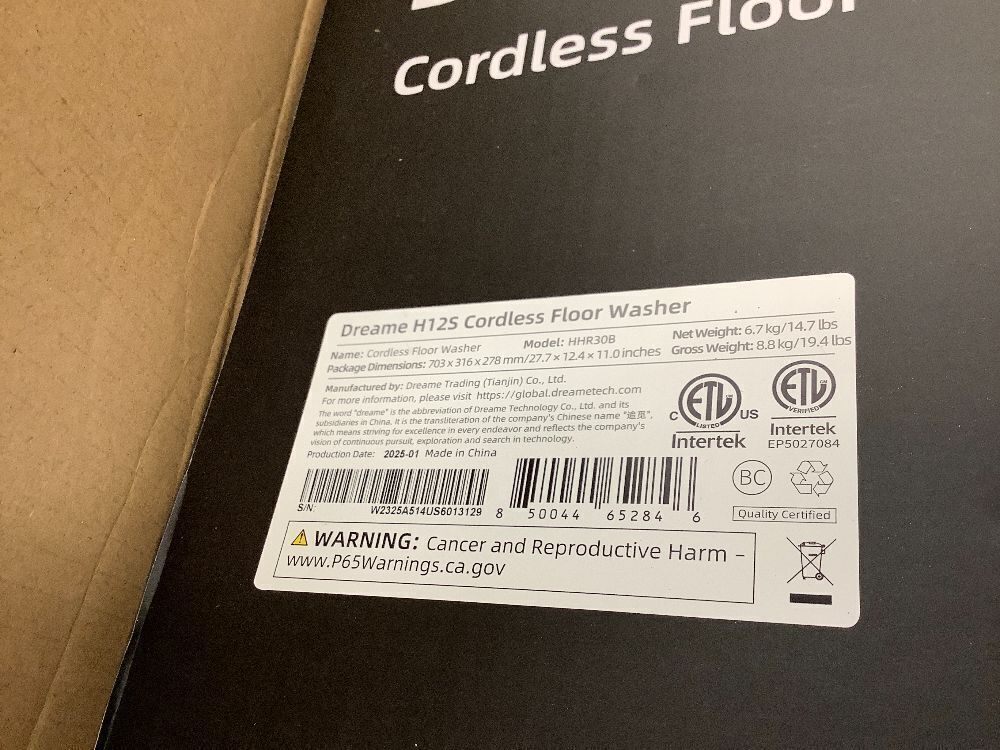 Cordless Floor
Dreame H12S Cordless Floor Washer
Name: Cordless Floor Washer Model: HHR30B Net Weight: 6.7 kg/14.7 lbs
Package Dimensions: 703 x 316 x 278 mm/27.7 × 12.4 × 11.0 inches Gross Weight: 8.8 kg/19.4 lbs
Manufactured by: Dreame Trading (Tianjin) Co., Ltd.
For more information, please visit https://global.dreametech.com
The word "dreame" is the abbreviation of Dreame Technology Co., Ltd. and its
subsidiaries in China. It is the transliteration of the company's Chinese name "追觅",
which means striving for excellence in every endeavor and reflects the company's
vision of continuous pursuit, exploration and search in technology.
Production Date: 2025-01 Made in China
C ETL US
LISTED
Intertek
ETL
VERIFIED
Intertek
EP5027084
BC
Quality Certified
S/N: W2325A514US6013129
8 50044 65284 6
WARNING: Cancer and Reproductive Harm –
www.P65Warnings.ca.gov